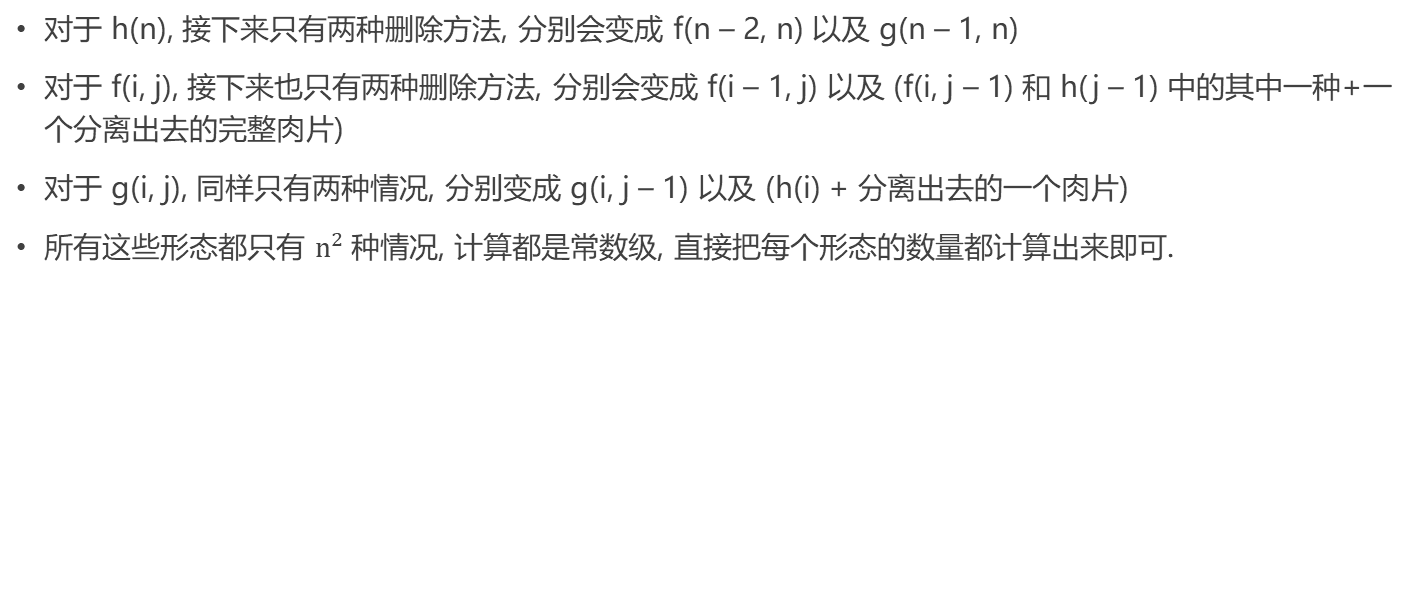 • 对于 h(n), 接下来只有两种删除方法, 分别会变成 f(n – 2, n) 以及 g(n – 1, n)
• 对于 f(i, j), 接下来也只有两种删除方法, 分别会变成 f(i – 1, j) 以及 (f(i, j – 1) 和 h(j – 1) 中的其中一种+一
个分离出去的完整肉片)
• 对于 g(i, j), 同样只有两种情况, 分别变成 g(i, j – 1) 以及 (h(i) + 分离出去的一个肉片)
• 所有这些形态都只有 n² 种情况, 计算都是常数级, 直接把每个形态的数量都计算出来即可.